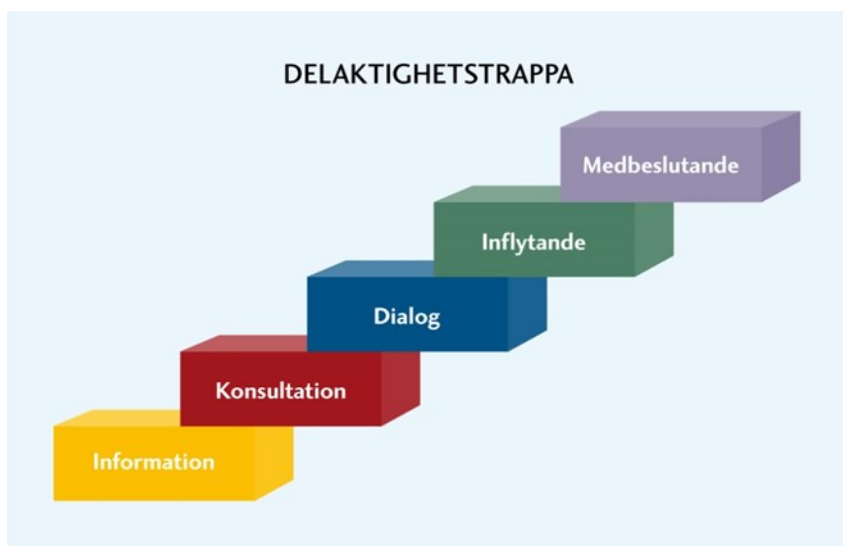 DELAKTIGHETSTRAPPA
Medbeslutande
Inflytande
Dialog
Konsultation
Information